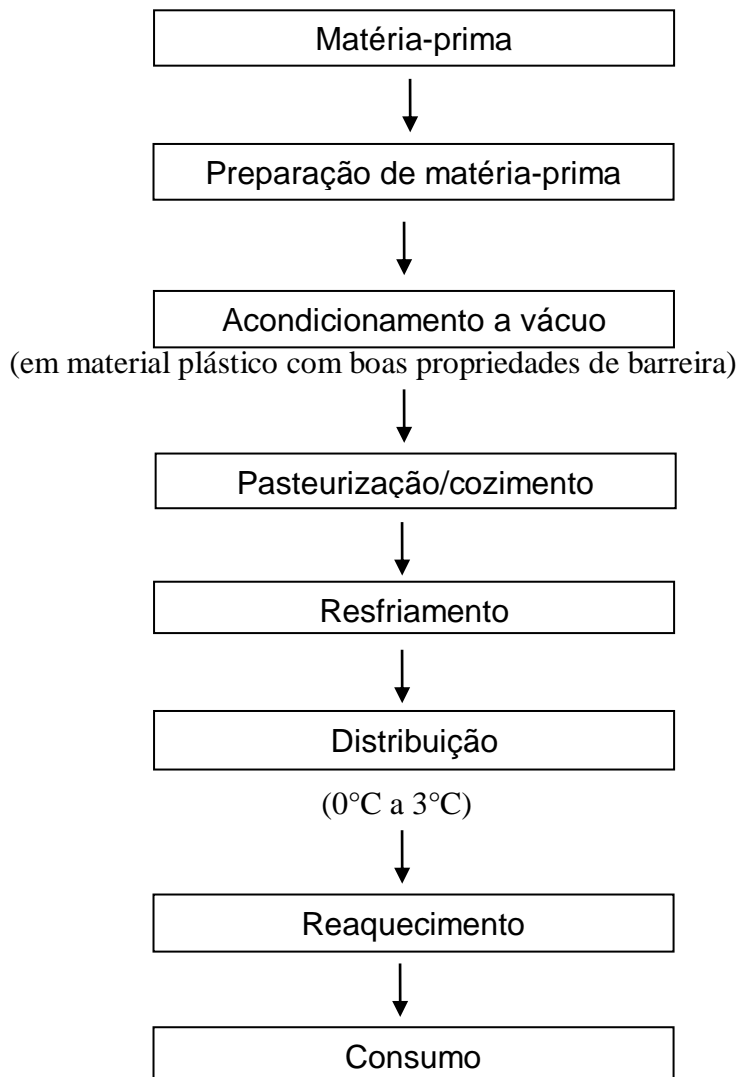 Matéria-prima
Preparação de matéria-prima
Acondicionamento a vácuo
(em material plástico com boas propriedades de barreira)
Pasteurização/cozimento
Resfriamento
Distribuição
(0°C a 3°C)
Reaquecimento
Consumo